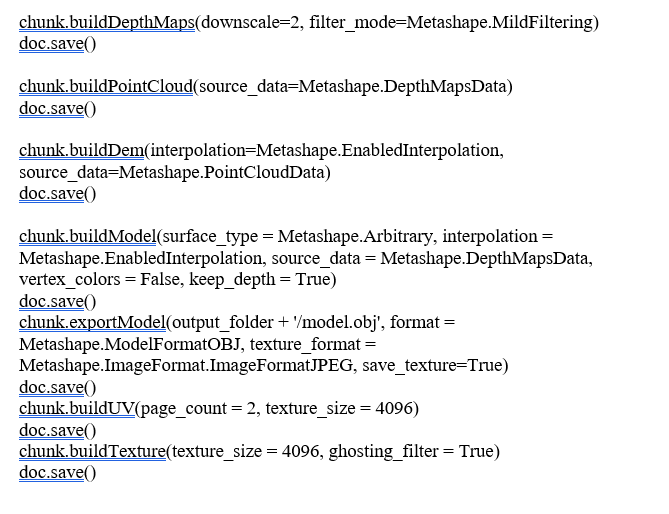 chunk.buildDepthMaps(downscale=2, filter_mode=Metashape.MildFiltering)
doc.save()
chunk.buildPointCloud(source_data=Metashape.DepthMapsData)
doc.save()
chunk.buildDem(interpolation=Metashape.EnabledInterpolation,
source_data=Metashape.PointCloudData)
doc.save()
chunk.buildModel(surface_type = Metashape.Arbitrary, interpolation =
Metashape.EnabledInterpolation, source_data = Metashape.DepthMapsData,
vertex_colors = False, keep_depth = True)
doc.save()
chunk.exportModel(output_folder + '/model.obj', format =
Metashape.ModelFormatOBJ, texture_format =
Metashape.ImageFormat.ImageFormatJPEG, save_texture=True)
doc.save()
chunk.buildUV(page_count = 2, texture_size = 4096)
doc.save()
chunk.buildTexture(texture_size = 4096, ghosting_filter = True)
doc.save()